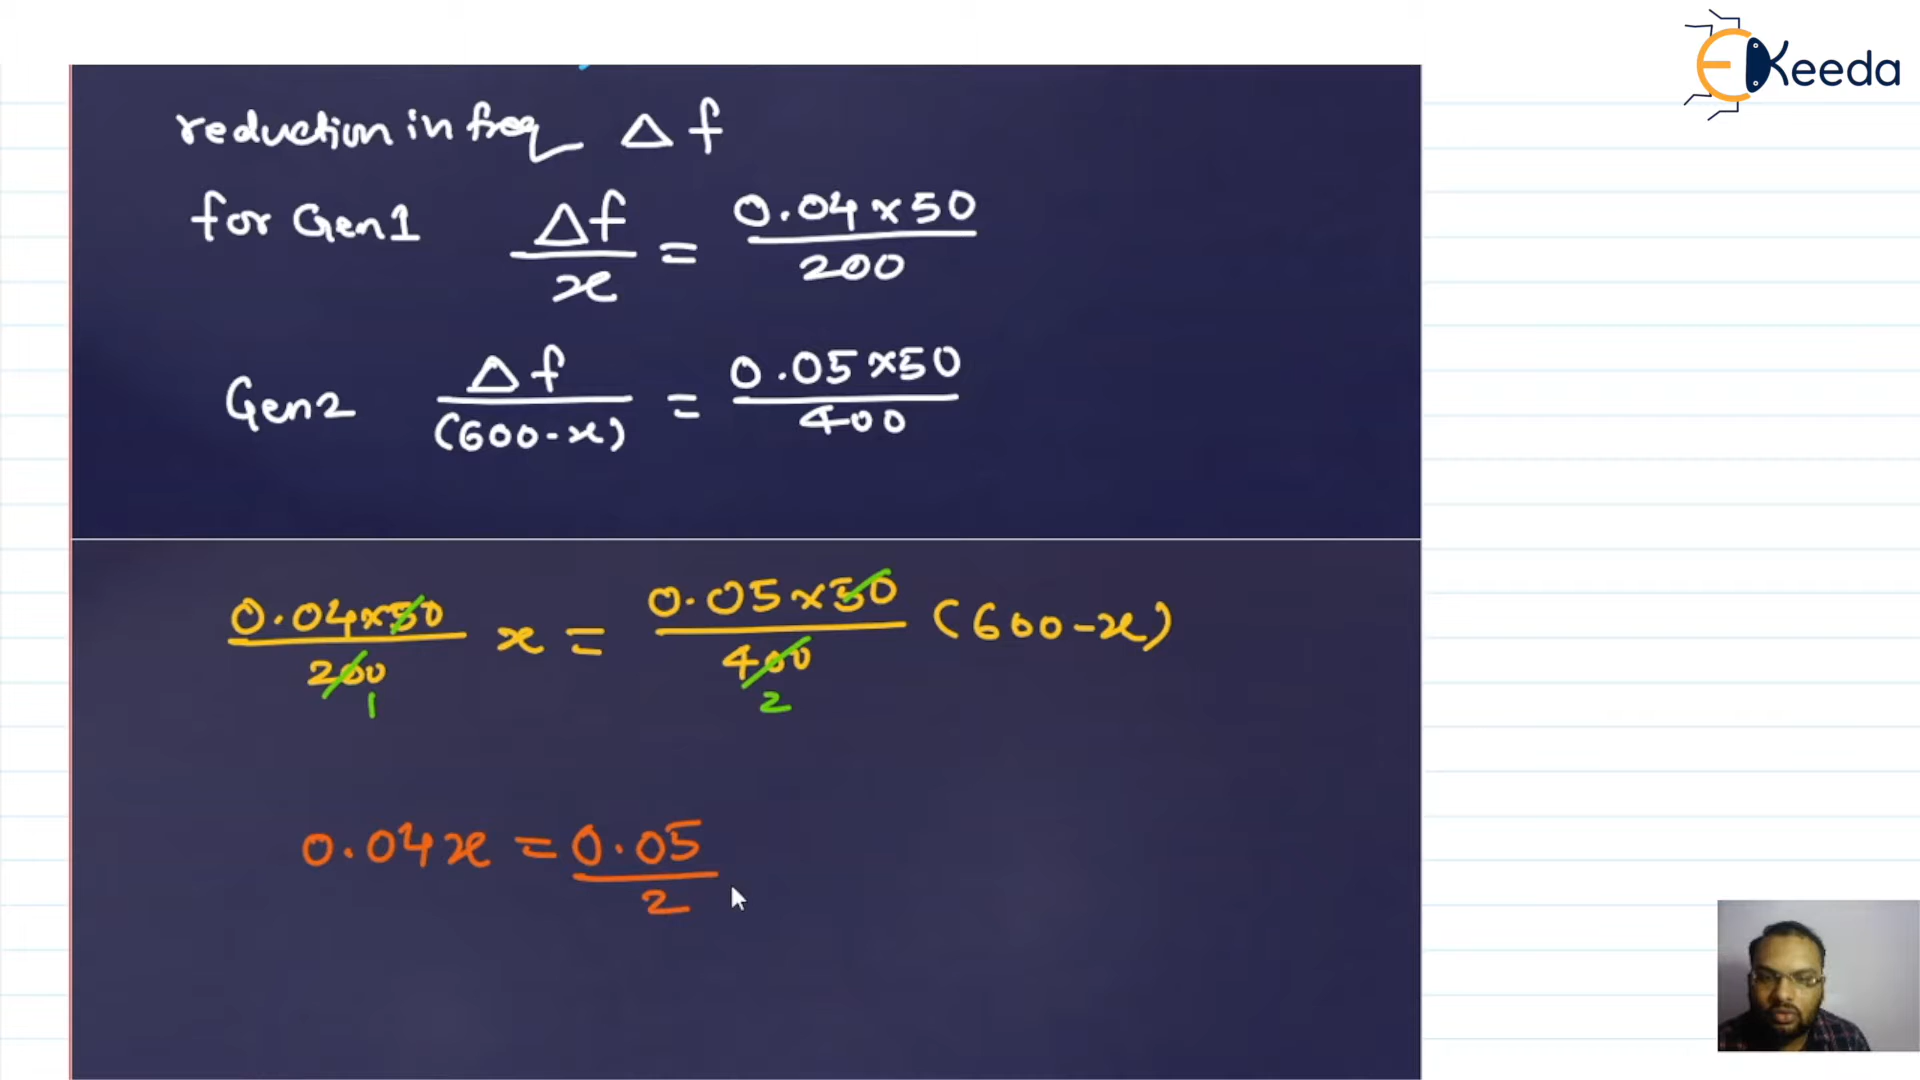 EKeeda
reduction in freq Δf
for Gen1 Δf/x = 0.04×50/200
Gen2 Δf/(600-x) = 0.05×50/400
0.04×50/200 x = 0.05×50/400 (600-x)
1 2
0.04x = 0.05/2